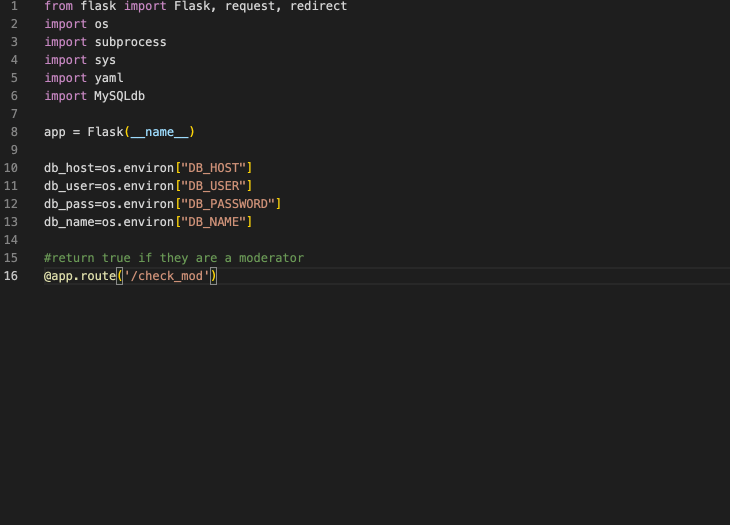 1 from flask import Flask, request, redirect
2 import os
3 import subprocess
4 import sys
5 import yaml
6 import MySQLdb
7
8 app = Flask(__name__)
9
10 db_host=os.environ["DB_HOST"]
11 db_user=os.environ["DB_USER"]
12 db_pass=os.environ["DB_PASSWORD"]
13 db_name=os.environ["DB_NAME"]
14
15 #return true if they are a moderator
16 @app.route('/check_mod')